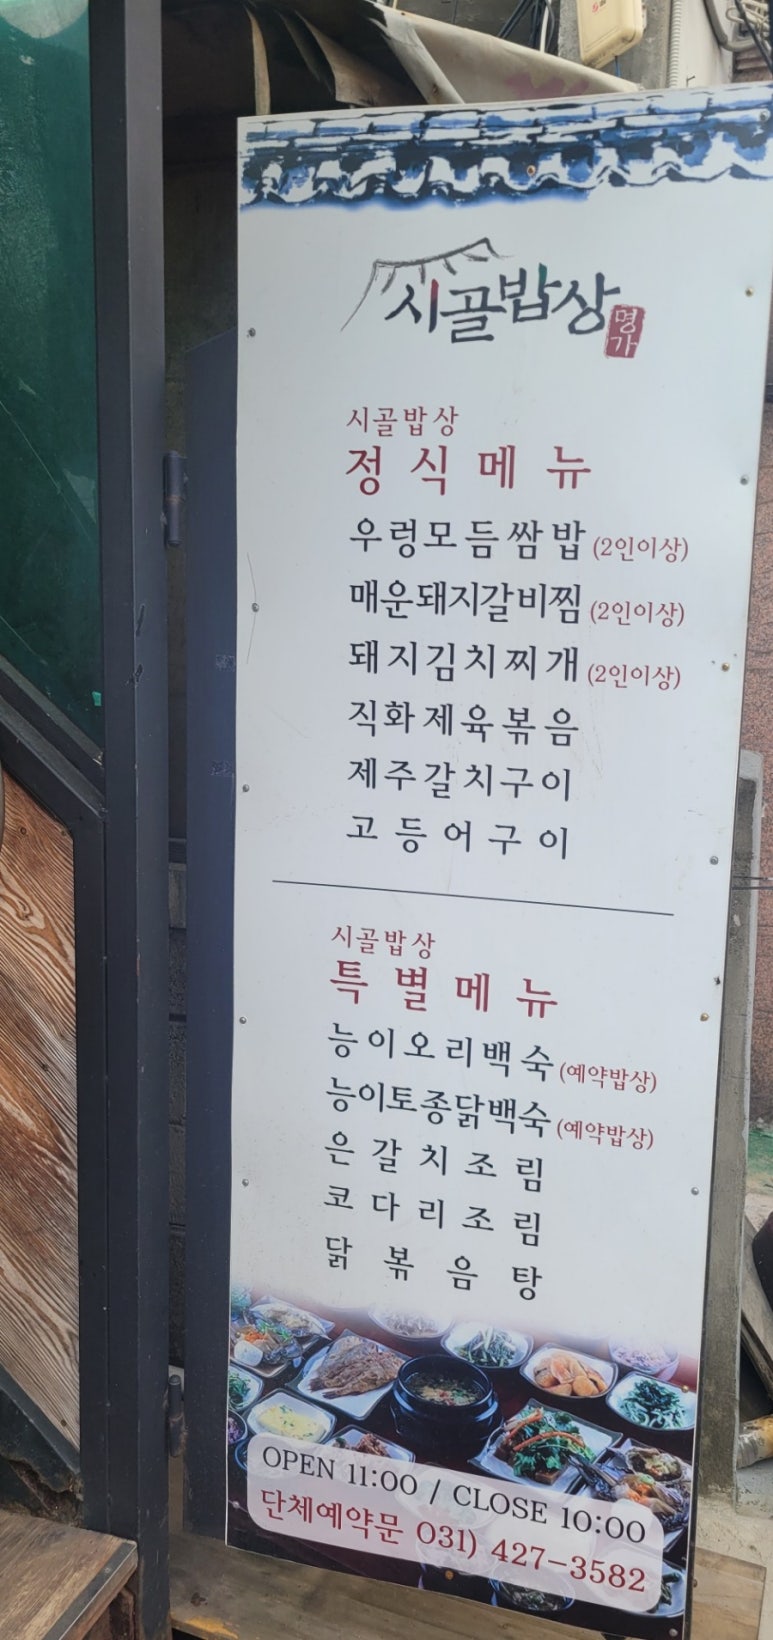 시골밥상 명가
시골밥상
정식메뉴
우렁모듬쌈밥 (2인이상)
매운돼지갈비찜 (2인이상)
돼지김치찌개 (2인이상)
직화제육볶음
제주갈치구이
고등어구이
시골밥상
특별메뉴
능이오리백숙 (예약밥상)
능이토종닭백숙 (예약밥상)
은갈치조림
코다리조림
닭볶음탕
OPEN 11:00 / CLOSE 10:00
단체예약문 031) 427-3582